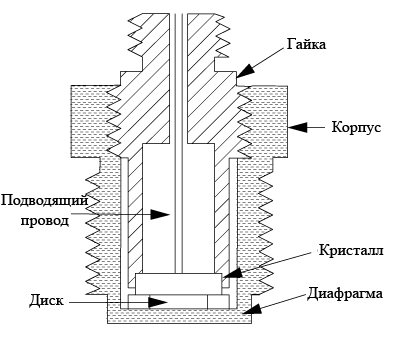 Гайка
Корпус
Подводящий
провод
Кристалл
Диск
Диафрагма